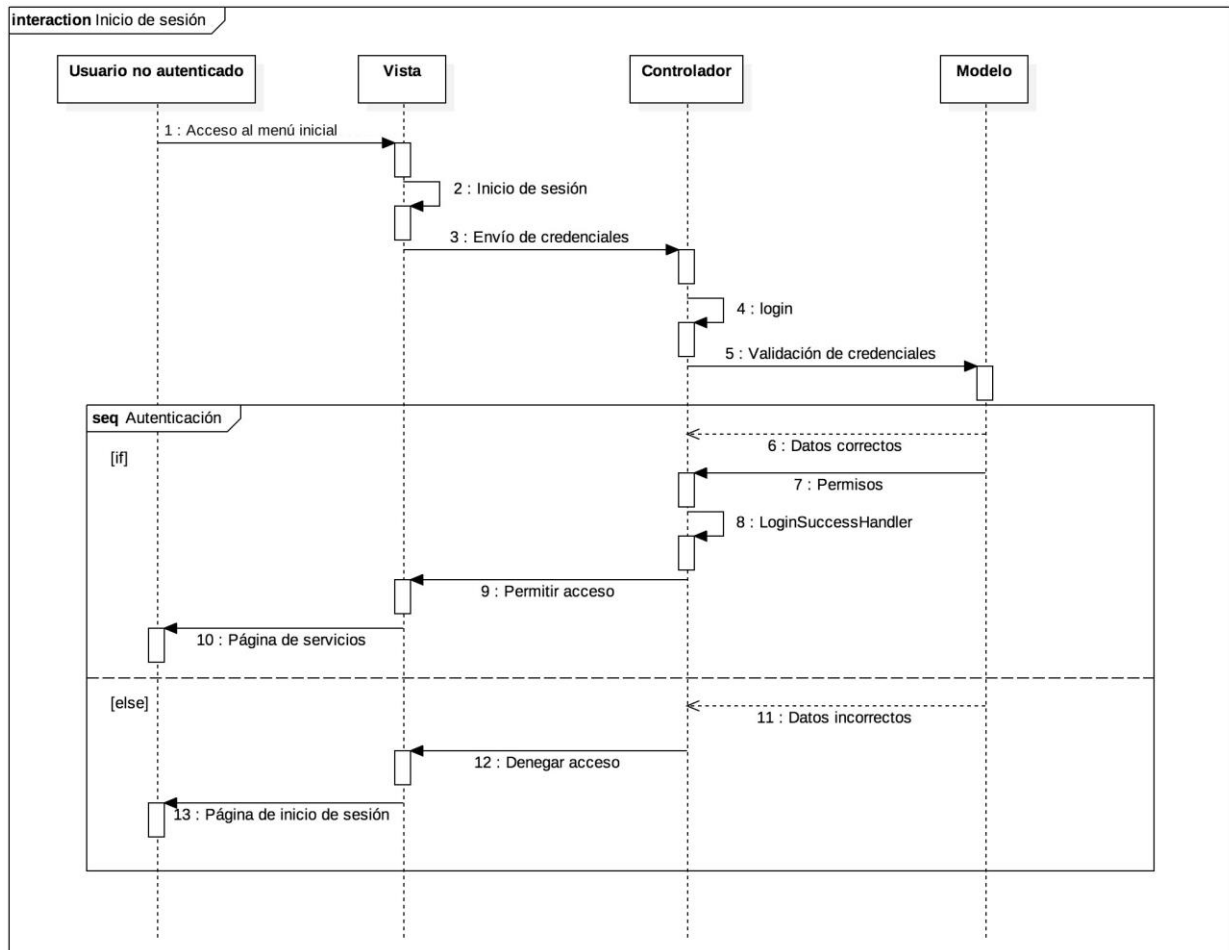 interaction Inicio de sesión
Usuario no autenticado
Vista
Controlador
Modelo
1 : Acceso al menú inicial
2 : Inicio de sesión
3 : Envío de credenciales
4 : login
5 : Validación de credenciales
seq Autenticación
6 : Datos correctos
[if]
7 : Permisos
8 : LoginSuccessHandler
9 : Permitir acceso
10 : Página de servicios
[else]
11 : Datos incorrectos
12 : Denegar acceso
13 : Página de inicio de sesión